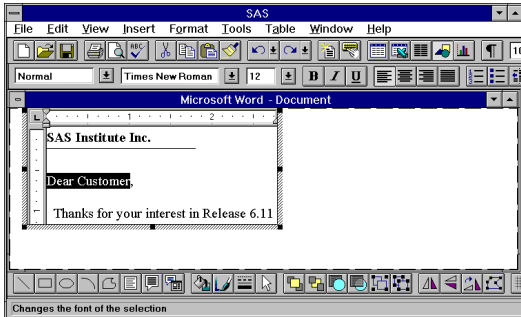 SAS
File Edit View Insert Format Tools Table Window Help
ABC ¶
Normal Times New Roman 12 B I U
Microsoft Word - Document
L 1 2
SAS Institute Inc.
Dear Customer,
Thanks for your interest in Release 6.11
Changes the font of the selection